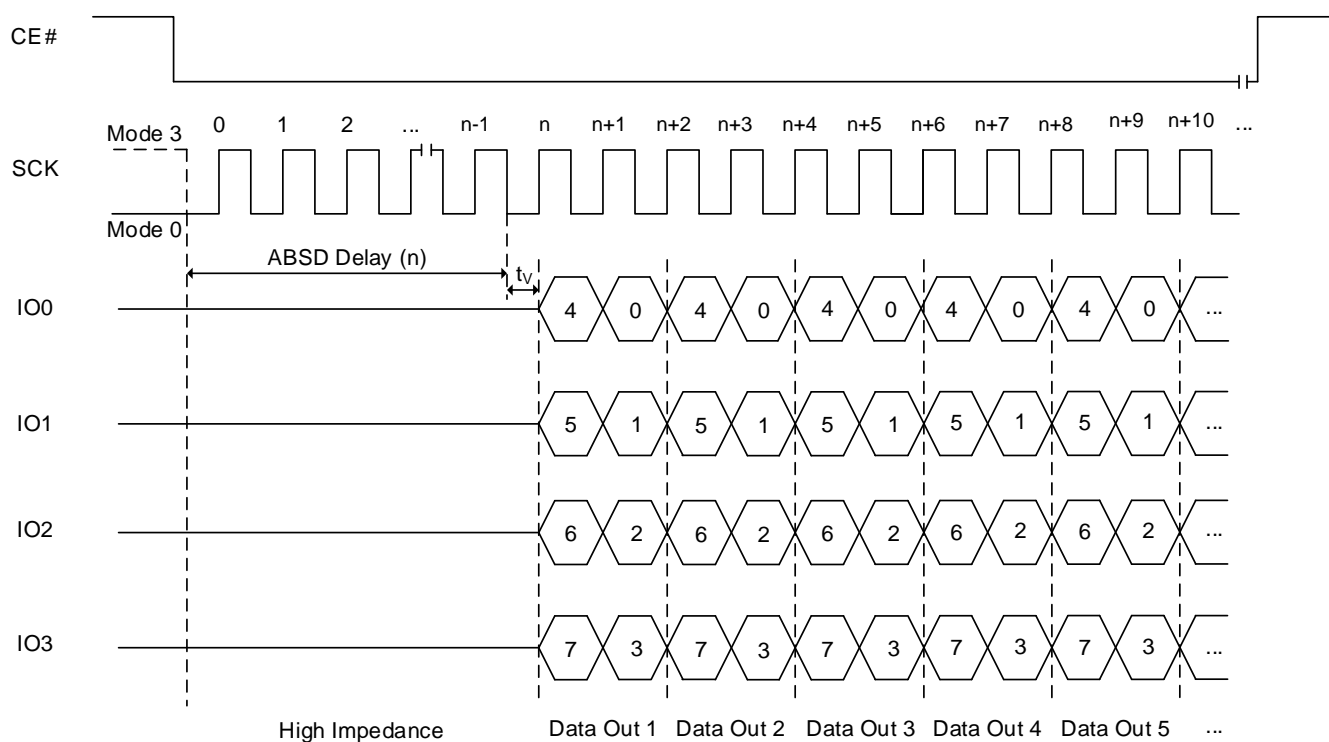 CE#
Mode 3 0 1 2 ... n-1 n n+1 n+2 n+3 n+4 n+5 n+6 n+7 n+8 n+9 n+10 ...
SCK
Mode 0
ABSD Delay (n)
tV
IO0 4 0 4 0 4 0 4 0 4 0 ...
IO1 5 1 5 1 5 1 5 1 5 1 ...
IO2 6 2 6 2 6 2 6 2 6 2 ...
IO3 7 3 7 3 7 3 7 3 7 3 ...
High Impedance Data Out 1 Data Out 2 Data Out 3 Data Out 4 Data Out 5 ...